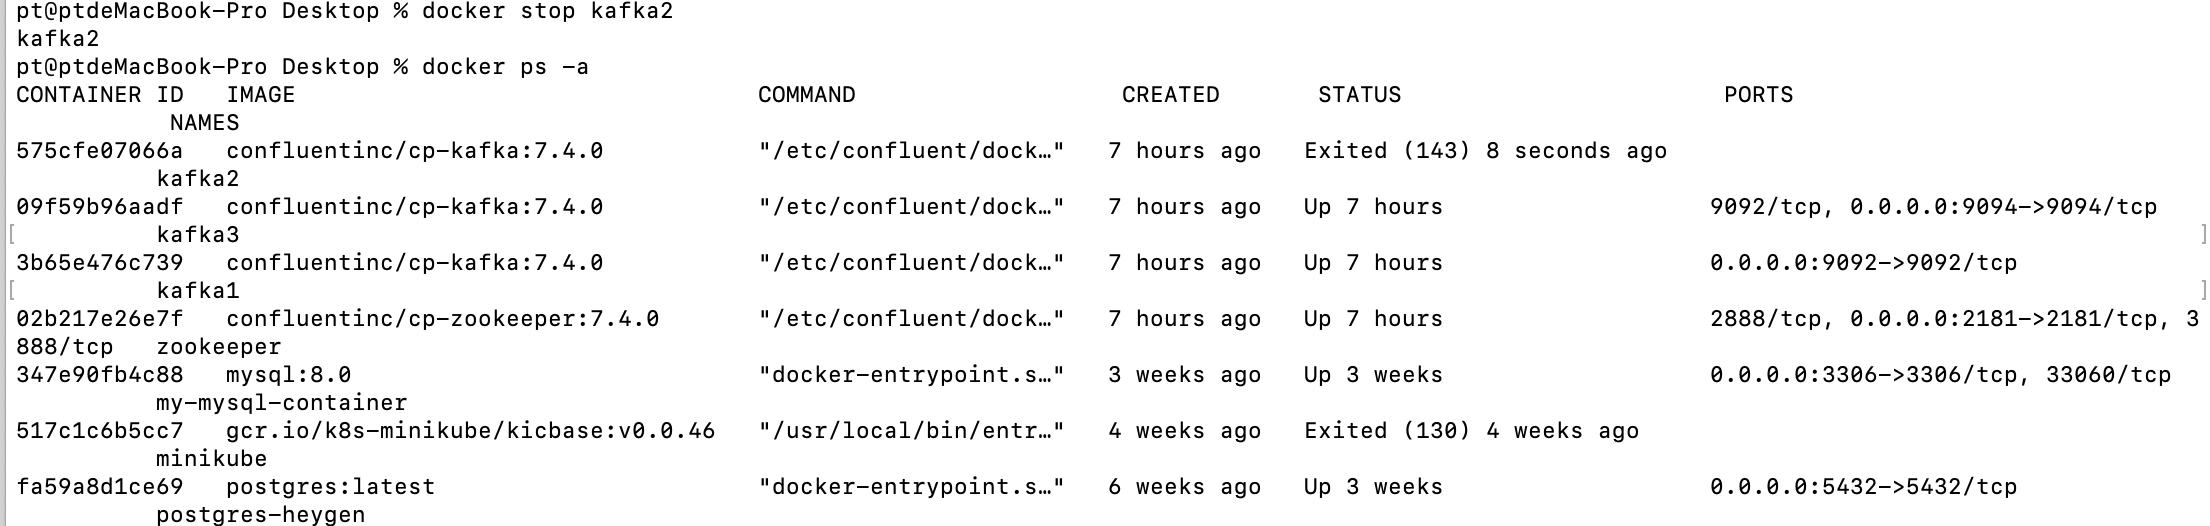 pt@ptdeMacBook-Pro Desktop % docker stop kafka2
kafka2
pt@ptdeMacBook-Pro Desktop % docker ps -a
CONTAINER ID   IMAGE                                 COMMAND                   CREATED       STATUS                       PORTS
           NAMES
575cfe07066a   confluentinc/cp-kafka:7.4.0           "/etc/confluent/dock…"   7 hours ago   Exited (143) 8 seconds ago
          kafka2
09f59b96aadf   confluentinc/cp-kafka:7.4.0           "/etc/confluent/dock…"   7 hours ago   Up 7 hours                   9092/tcp, 0.0.0.0:9094->9094/tcp
[          kafka3                                                                                                                                                  ]
3b65e476c739   confluentinc/cp-kafka:7.4.0           "/etc/confluent/dock…"   7 hours ago   Up 7 hours                   0.0.0.0:9092->9092/tcp
[          kafka1                                                                                                                                                  ]
02b217e26e7f   confluentinc/cp-zookeeper:7.4.0       "/etc/confluent/dock…"   7 hours ago   Up 7 hours                   2888/tcp, 0.0.0.0:2181->2181/tcp, 3
888/tcp   zookeeper
347e90fb4c88   mysql:8.0                             "docker-entrypoint.s…"   3 weeks ago   Up 3 weeks                   0.0.0.0:3306->3306/tcp, 33060/tcp
          my-mysql-container
517c1c6b5cc7   gcr.io/k8s-minikube/kicbase:v0.0.46   "/usr/local/bin/entr…"   4 weeks ago   Exited (130) 4 weeks ago
          minikube
fa59a8d1ce69   postgres:latest                       "docker-entrypoint.s…"   6 weeks ago   Up 3 weeks                   0.0.0.0:5432->5432/tcp
          postgres-heygen